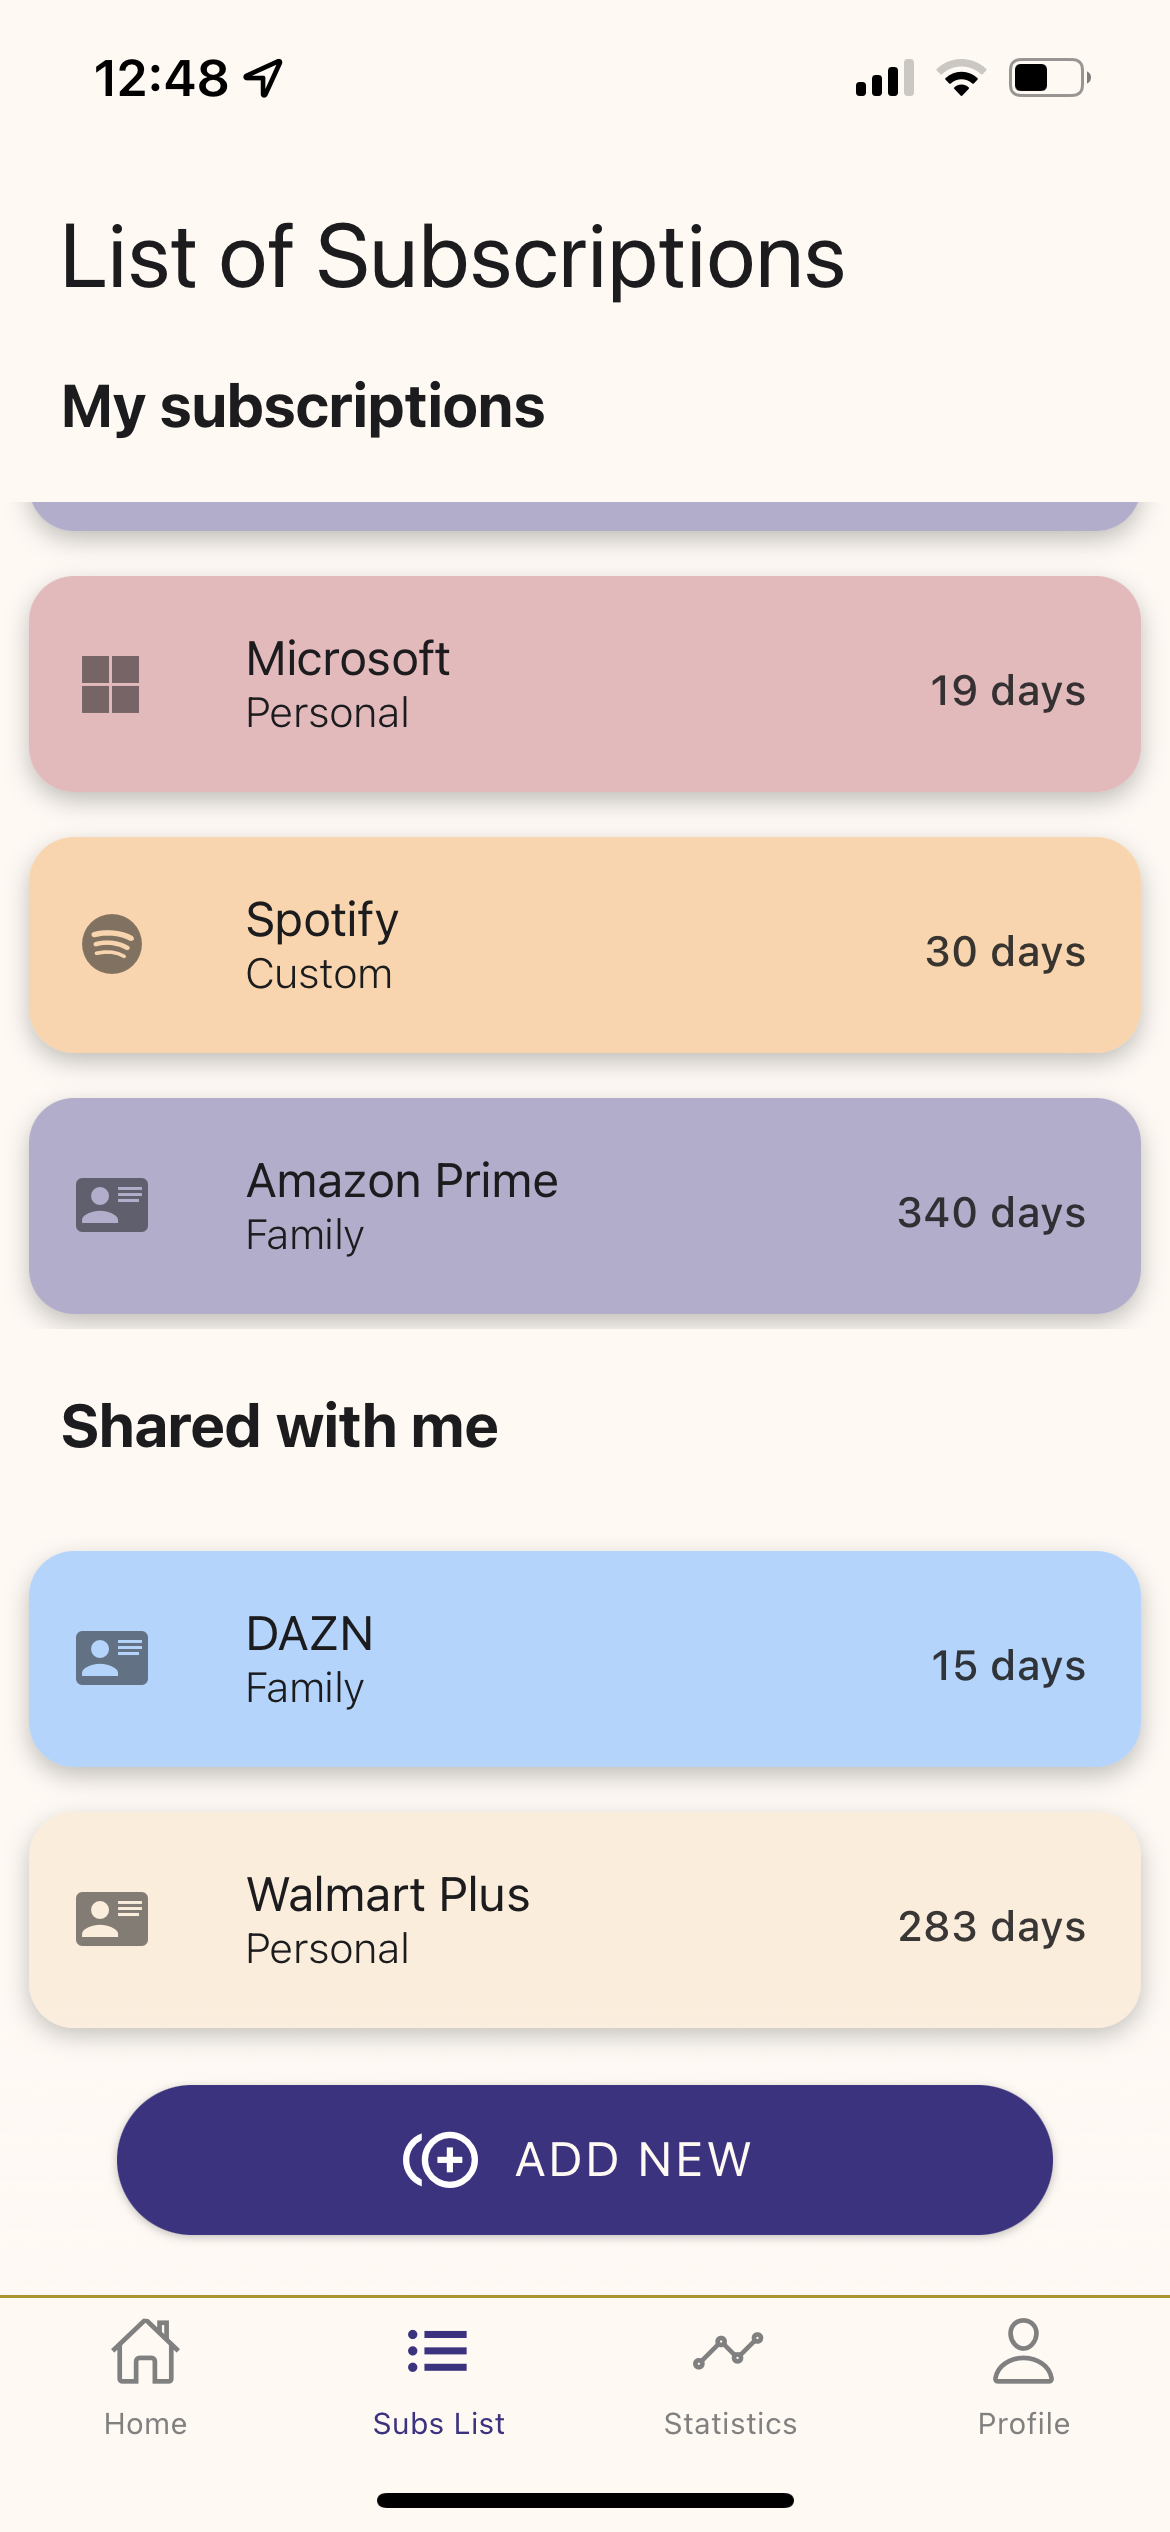 12:48
List of Subscriptions
My subscriptions
Microsoft
Personal
19 days
Spotify
Custom
30 days
Amazon Prime
Family
340 days
Shared with me
DAZN
Family
15 days
Walmart Plus
Personal
283 days
ADD NEW
Home
Subs List
Statistics
Profile